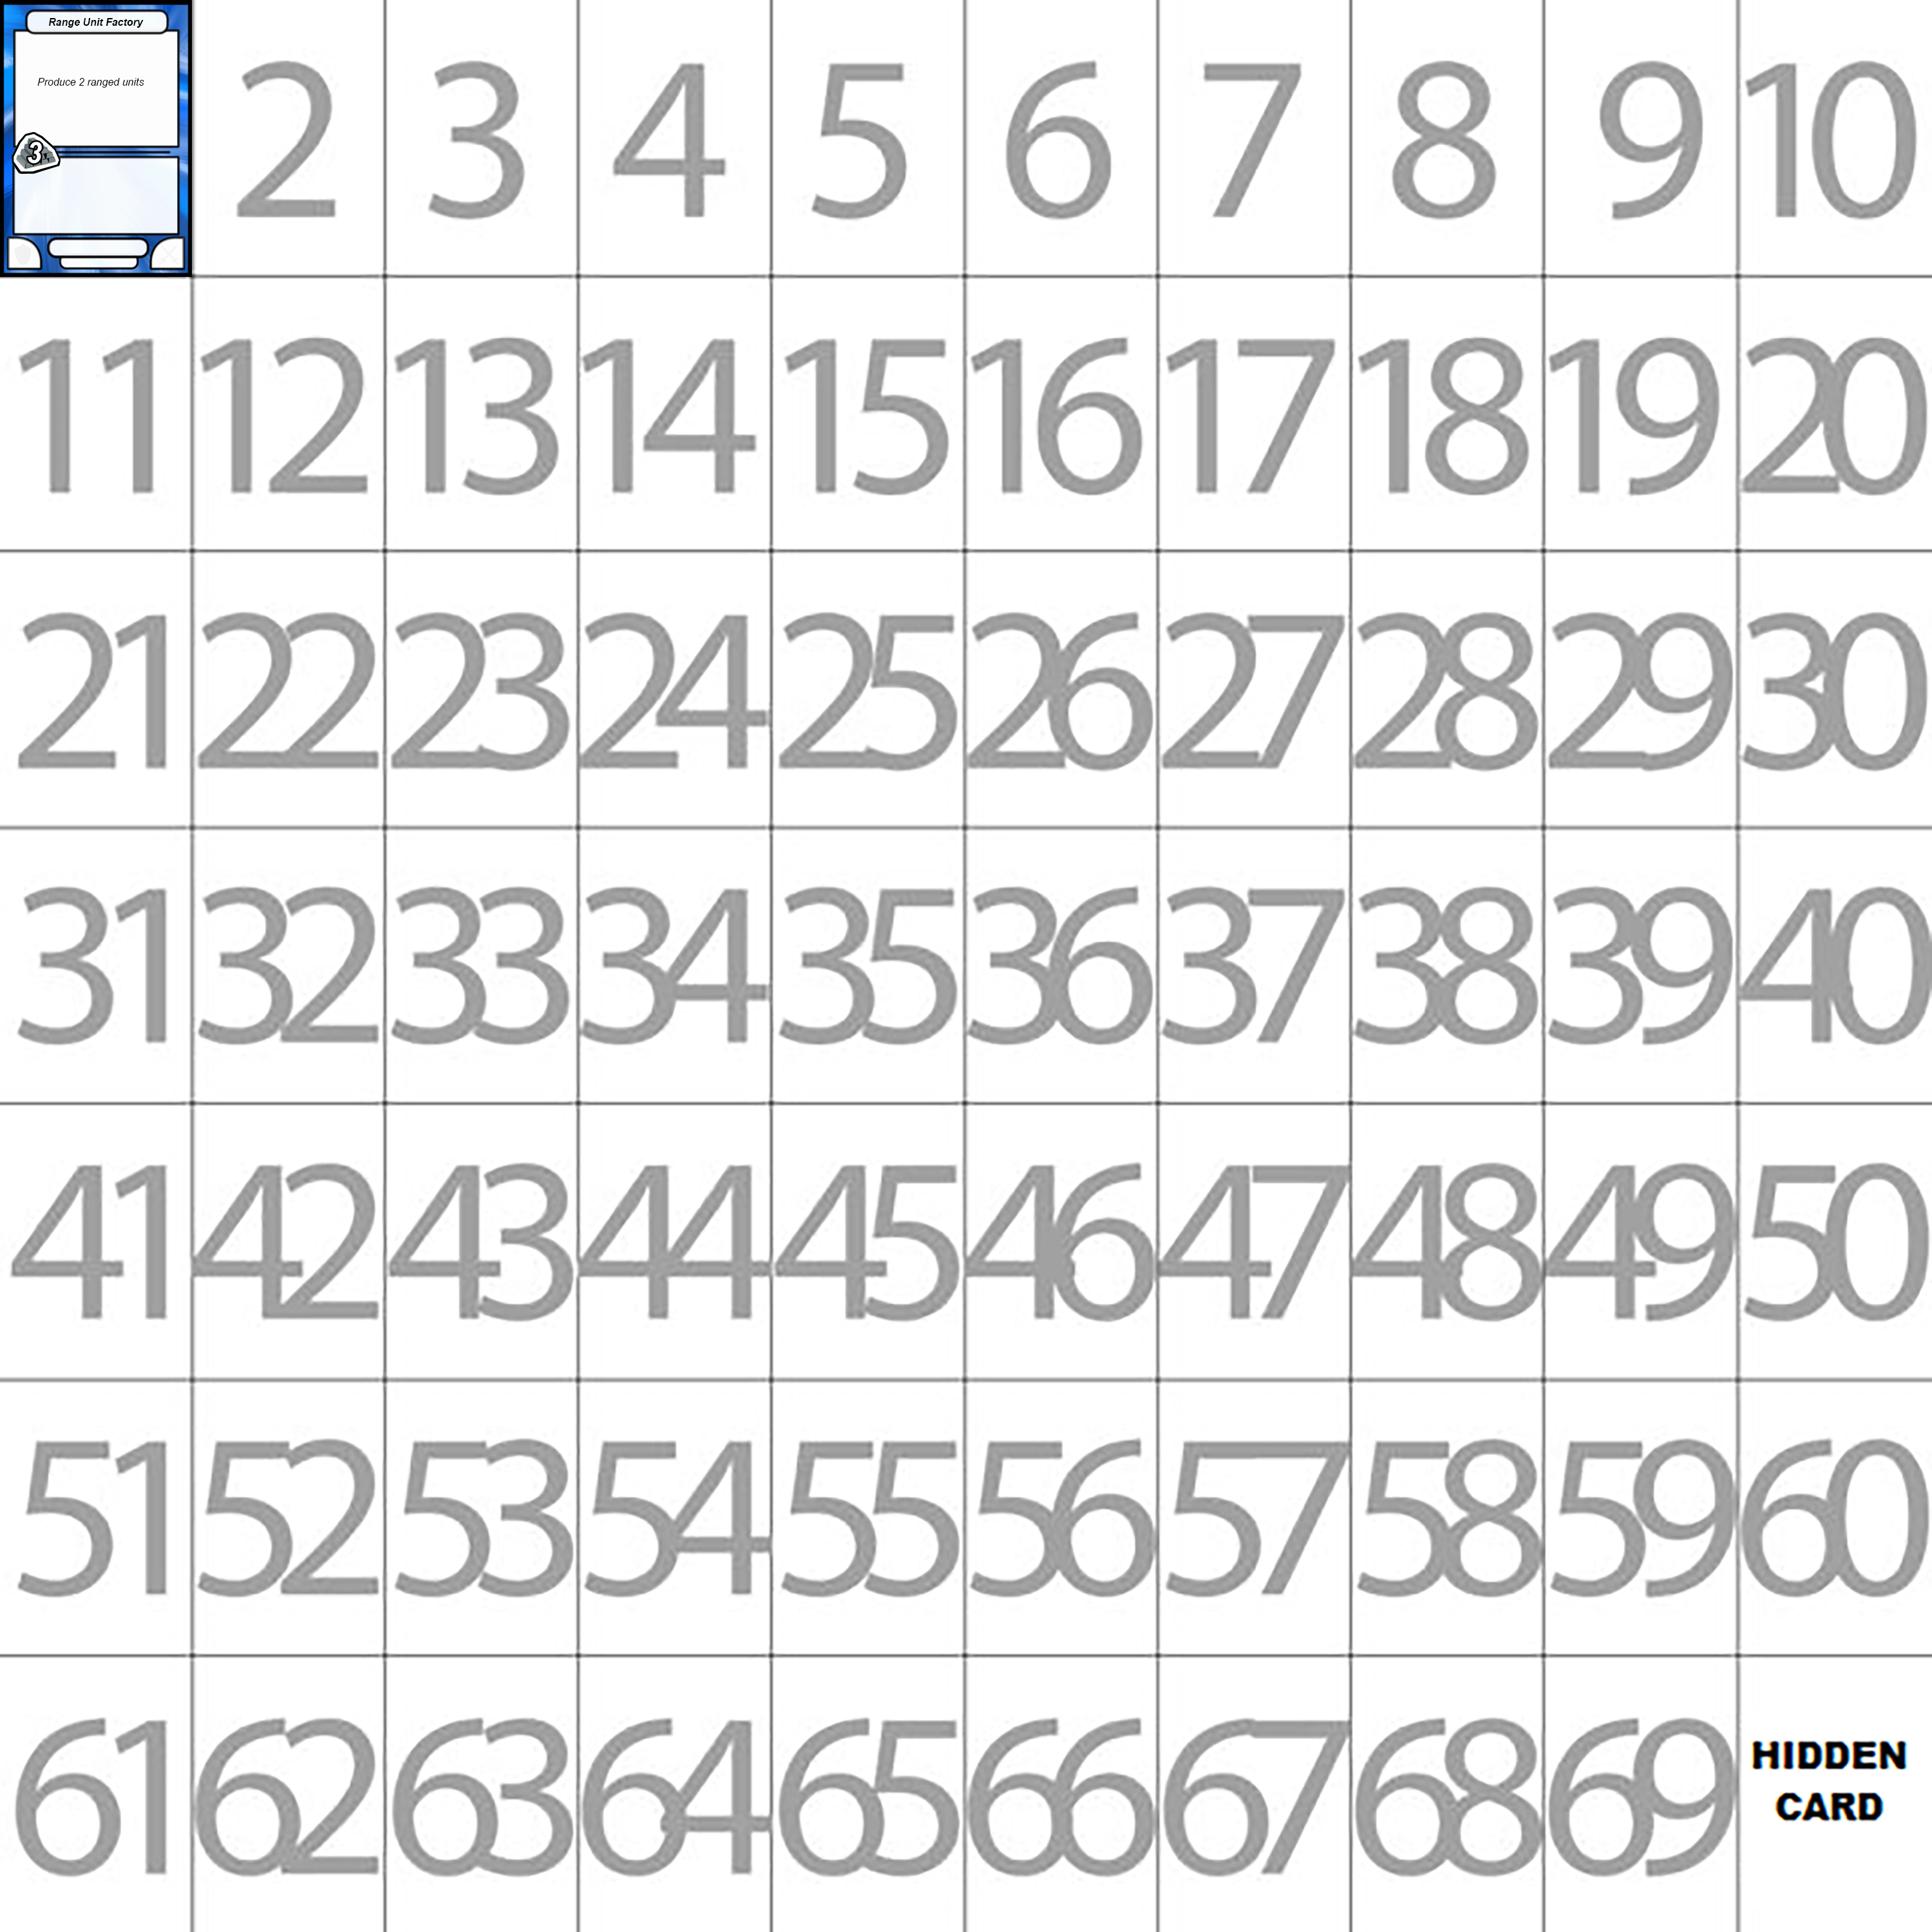 Range Unit Factory
Produce 2 ranged units
3
2 3 4 5 6 7 8 9 10
11 12 13 14 15 16 17 18 19 20
21 22 23 24 25 26 27 28 29 30
31 32 33 34 35 36 37 38 39 40
41 42 43 44 45 46 47 48 49 50
51 52 53 54 55 56 57 58 59 60
61 62 63 64 65 66 67 68 69
HIDDEN
CARD